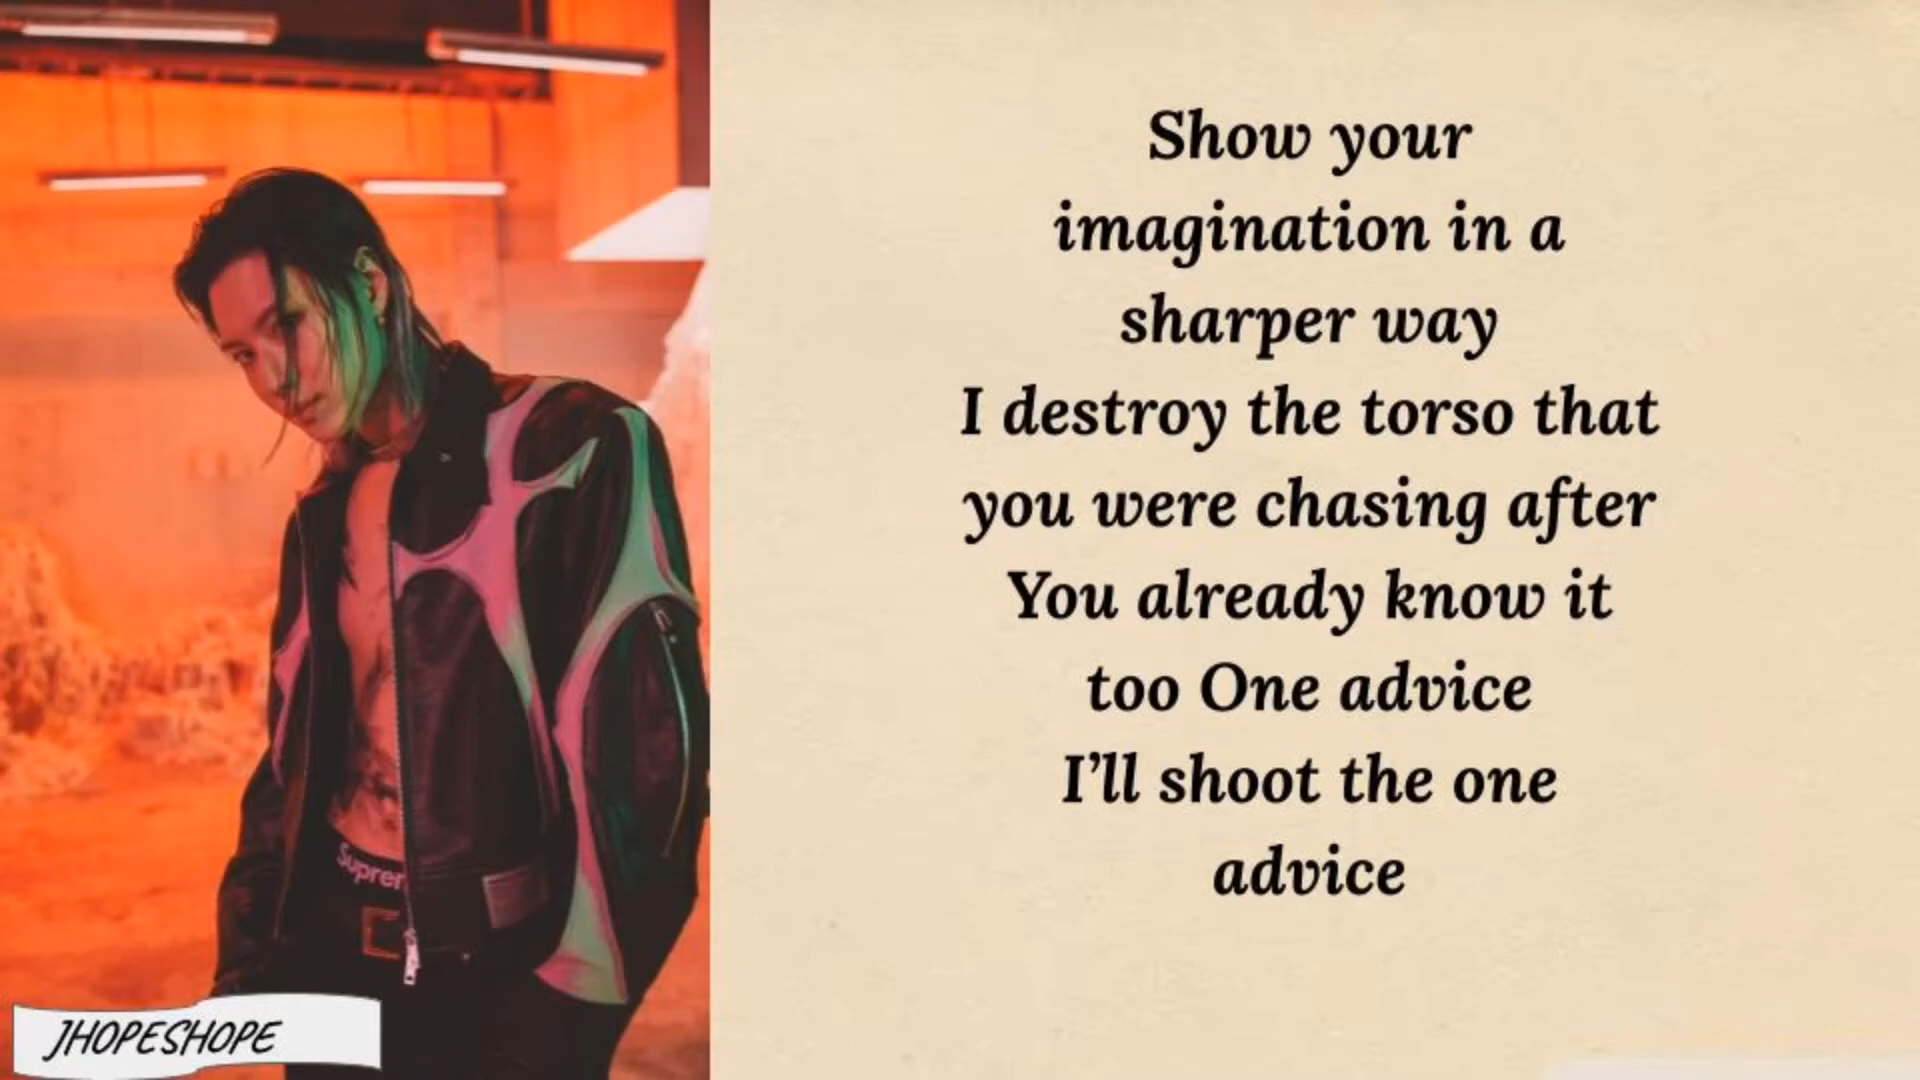 Show your
imagination in a
sharper way
I destroy the torso that
you were chasing after
You already know it
too One advice
I’ll shoot the one
advice
Suprem
JHOPESHOPE